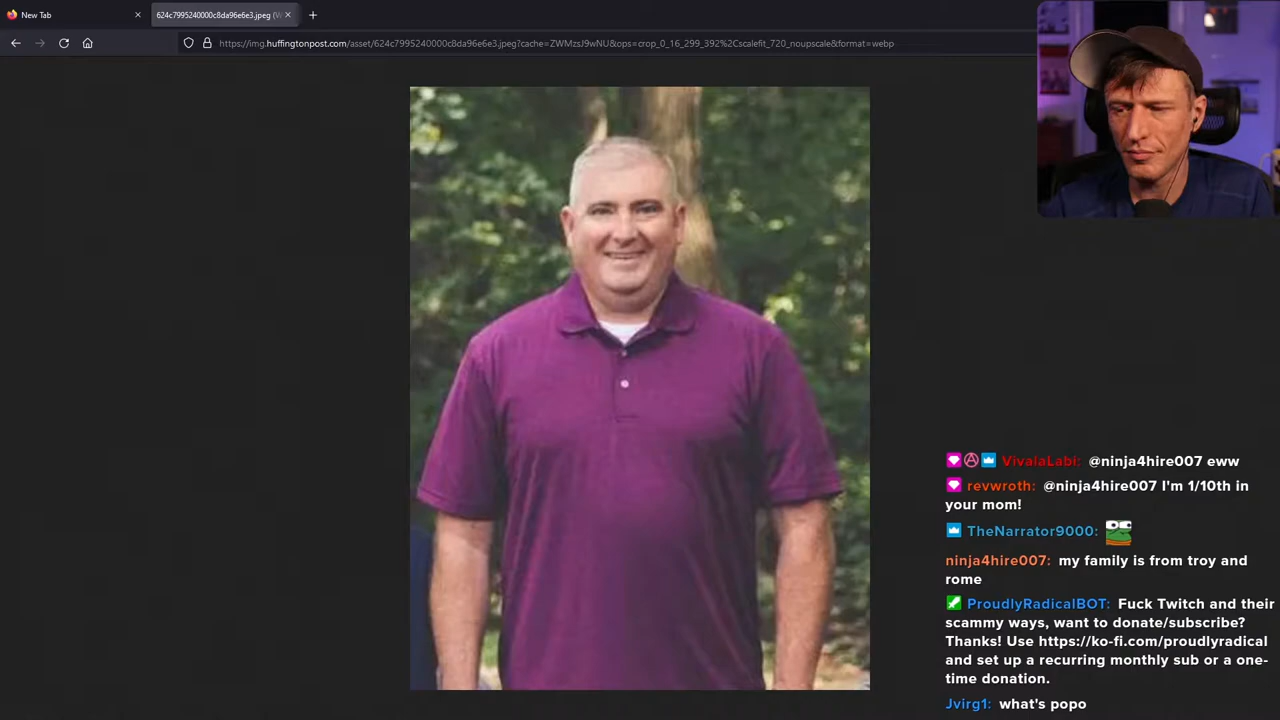 New Tab
624c7995240000c8da96e6e3.jpeg (W
https://img.huffingtonpost.com/asset/624c7995240000c8da96e6e3.jpeg?cache=ZWMzsJ9wNU&ops=crop_0_16_299_392%2Cscalefit_720_noupscale&format=webp
VivalaLabi: @ninja4hire007 eww
revwroth: @ninja4hire007 I'm 1/10th in
your mom!
TheNarrator9000:
ninja4hire007: my family is from troy and
rome
ProudlyRadicalBOT: Fuck Twitch and their
scammy ways, want to donate/subscribe?
Thanks! Use https://ko-fi.com/proudlyradical
and set up a recurring monthly sub or a one-
time donation.
Jvirg1: what's popo